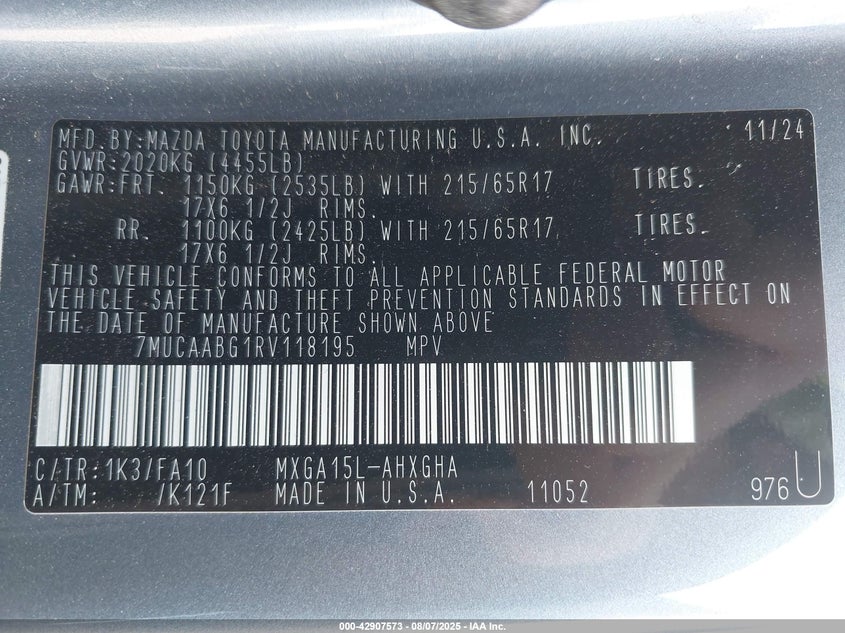 MFD.BY:MAZDA TOYOTA MANUFACTURING U.S.A. INC. 11/24
GVWR:2020KG (4455LB)
GAWR:FRT. 1150KG (2535LB) WITH 215/65R17 TIRES.
17X6 1/2J RIMS.
RR. 1100KG (2425LB) WITH 215/65R17 TIRES.
17X6 1/2J RIMS.
THIS VEHICLE CONFORMS TO ALL APPLICABLE FEDERAL MOTOR
VEHICLE SAFETY AND THEFT PREVENTION STANDARDS IN EFFECT ON
THE DATE OF MANUFACTURE SHOWN ABOVE
7MUCAABG1RV118195 MPV
C/TR:1K3/FA10 MXGA15L-AHXGHA
A/TM: /K121F MADE IN U.S.A. 11052 976 U
000-42907573 - 08/07/2025 - IAA Inc.